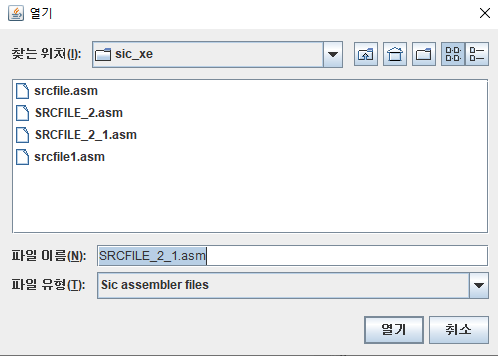 열기
찾는 위치(I): sic_xe
srcfile.asm
SRCFILE_2.asm
SRCFILE_2_1.asm
srcfile1.asm
파일 이름(N): SRCFILE_2_1.asm
파일 유형(T): Sic assembler files
열기 취소